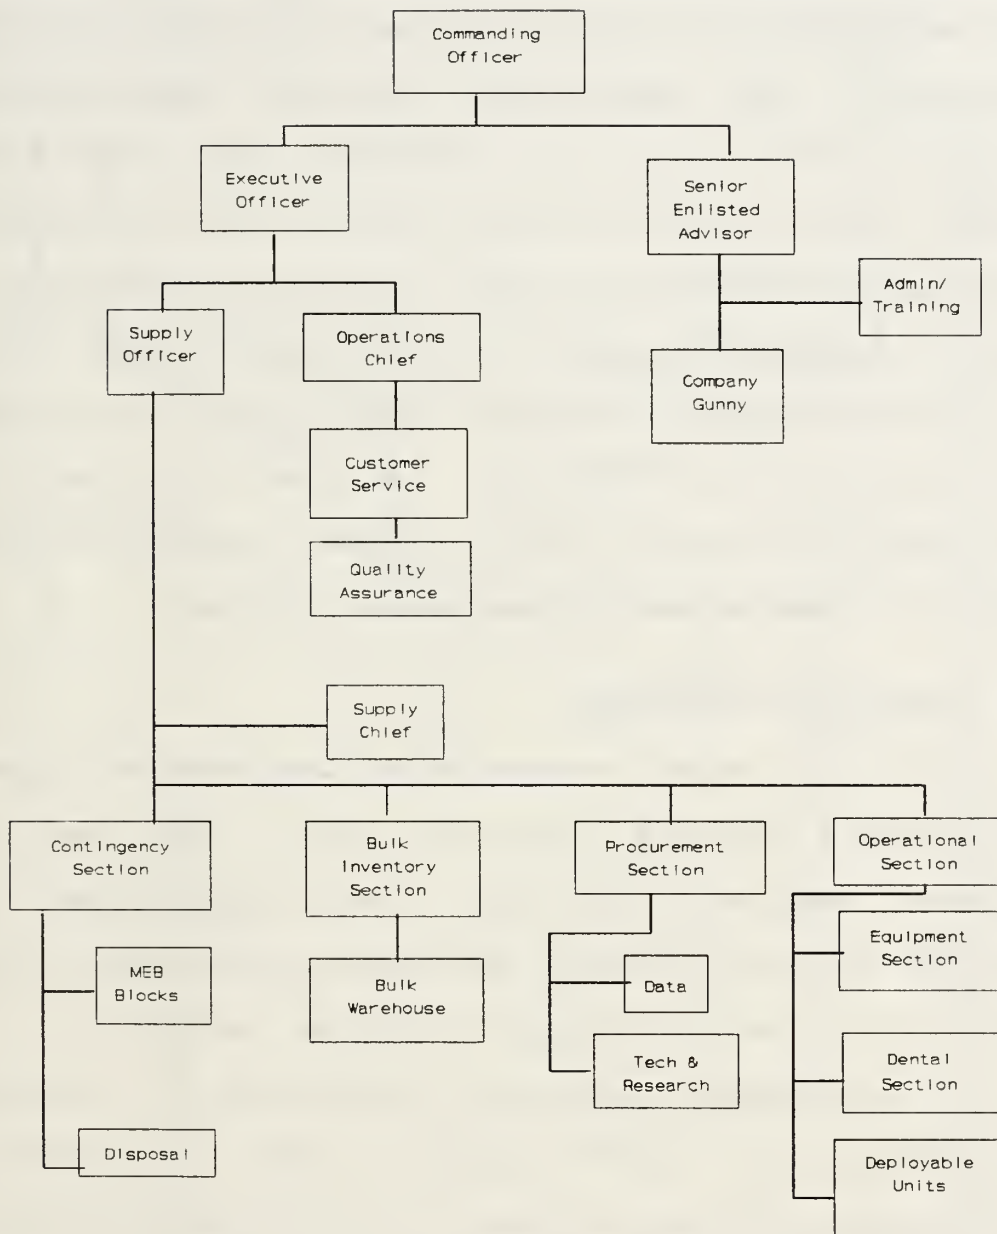 Commanding
Officer
Executive
Officer
Senior
Enlisted
Advisor
Admin/
Training
Supply
Officer
Operations
Chief
Company
Gunny
Customer
Service
Quality
Assurance
Supply
Chief
Contingency
Section
Bulk
Inventory
Section
Procurement
Section
Operational
Section
MEB
Blocks
Bulk
Warehouse
Data
Equipment
Section
Tech &
Research
Dental
Section
Disposal
Deployable
Units